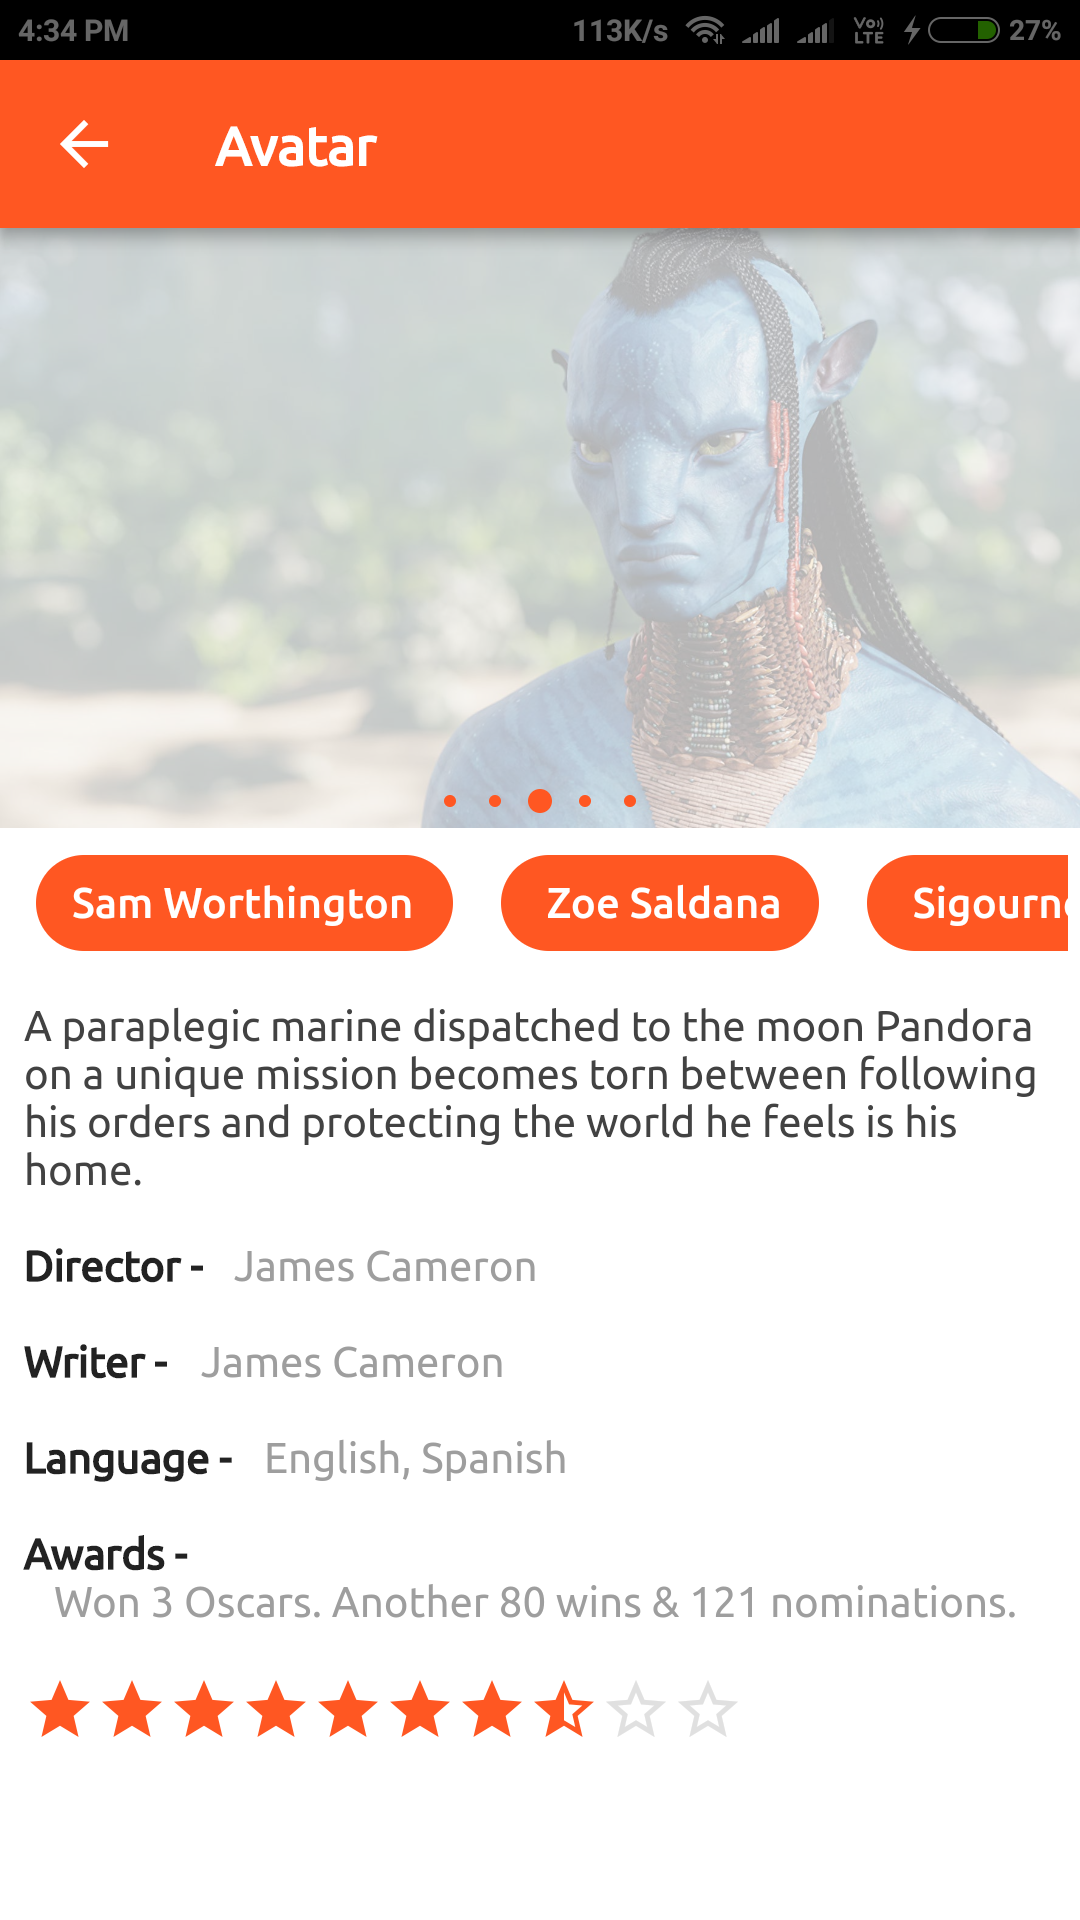 4:34 PM 113K/s Vo)) LTE 27%
Avatar
Sam Worthington Zoe Saldana Sigourn
A paraplegic marine dispatched to the moon Pandora
on a unique mission becomes torn between following
his orders and protecting the world he feels is his
home.
Director - James Cameron
Writer - James Cameron
Language - English, Spanish
Awards -
Won 3 Oscars. Another 80 wins & 121 nominations.